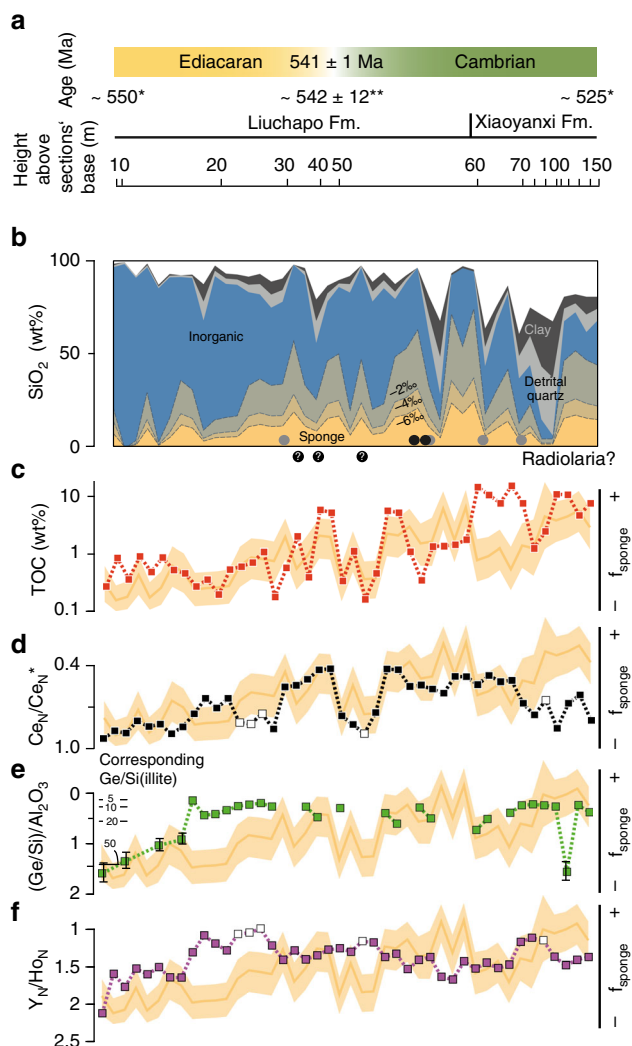 a
Age (Ma)
Ediacaran 541 ± 1 Ma Cambrian
~ 550* ~ 542 ± 12** ~ 525*
Height above sections' base (m)
Liuchapo Fm. Xiaoyanxi Fm.
10 20 30 40 50 60 70 100 150
b
SiO2 (wt%)
100
50
0
Inorganic
Clay
Detrital quartz
–2‰
–4‰
–6‰
Sponge
? ? ?
Radiolaria?
c
TOC (wt%)
10
1
0.1
– fsponge +
d
CeN/CeN*
0.4
1.0
– fsponge +
e
Corresponding
Ge/Si(illite)
(Ge/Si)/Al2O3
0
1
2
5
10
20
50
– fsponge +
f
YN/HoN
1
1.5
2
2.5
– fsponge +